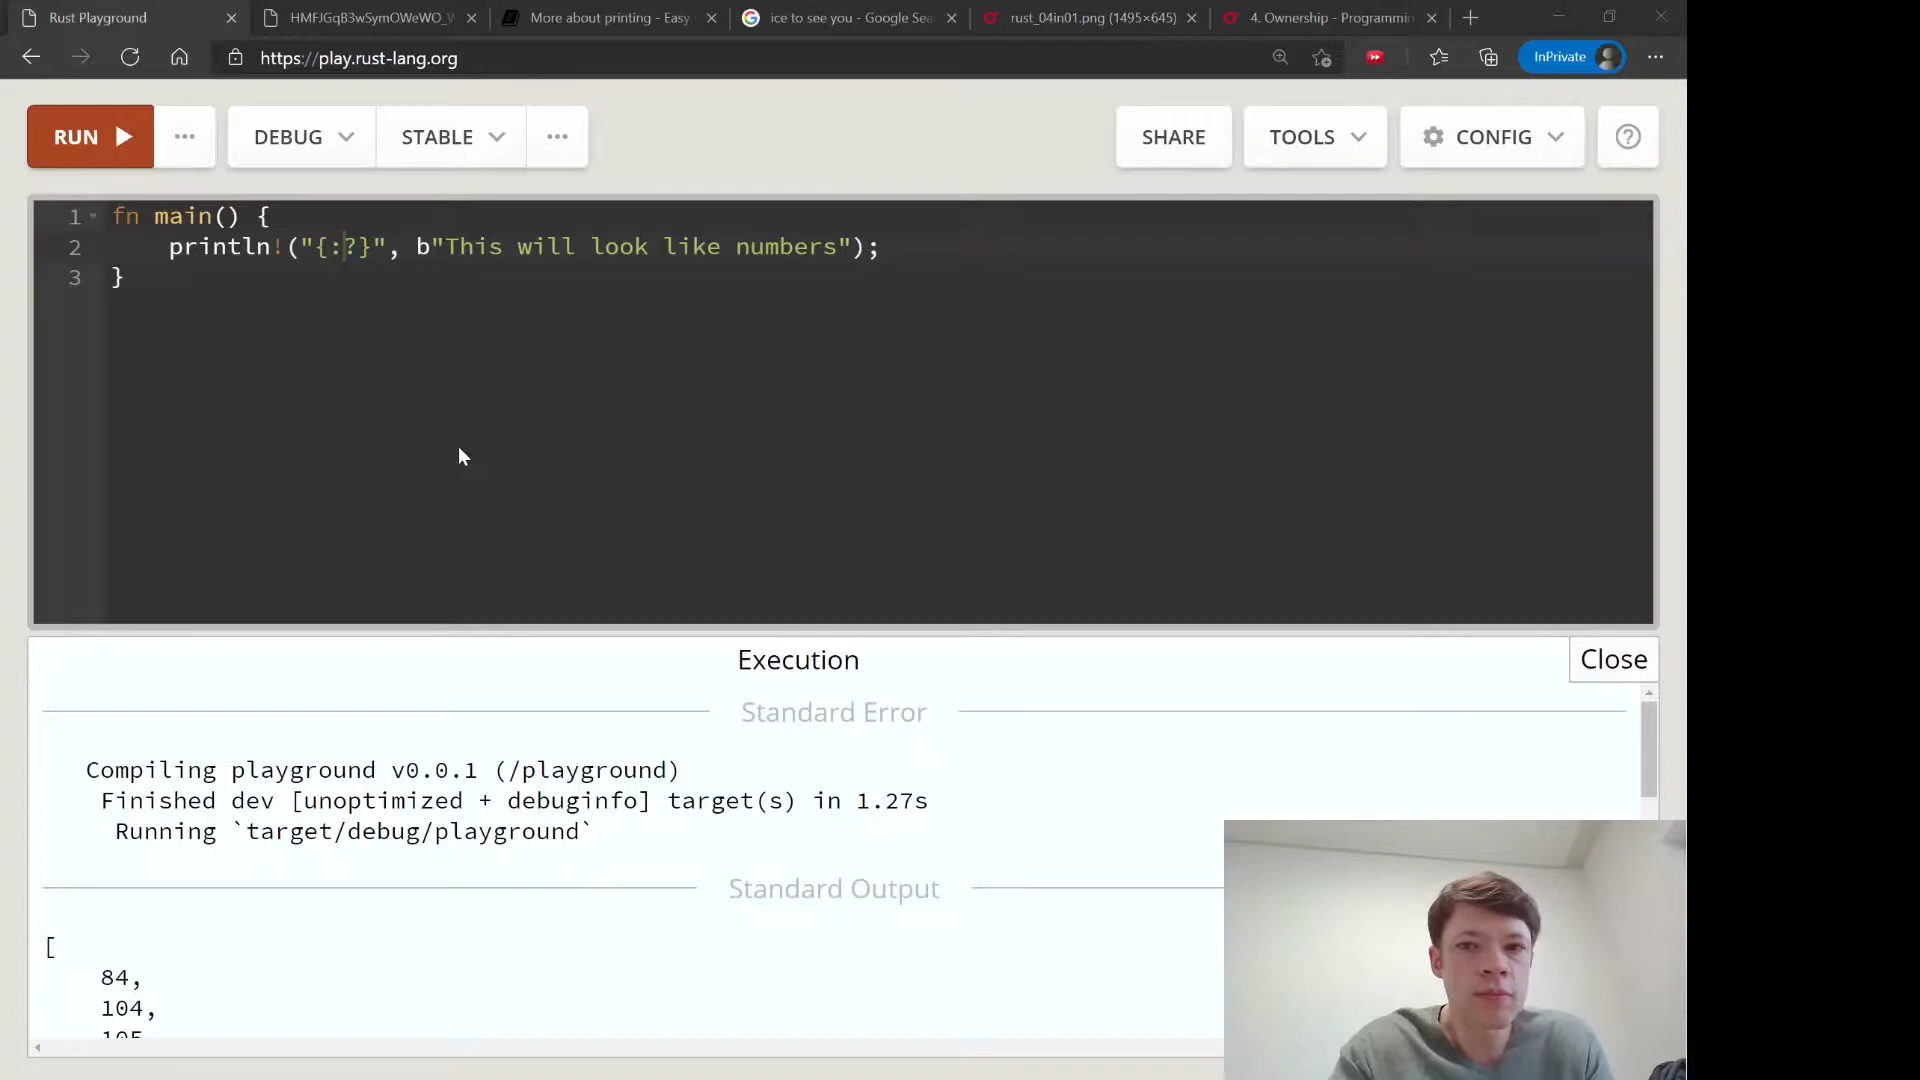 Rust Playground
HMFJGqB3wSymOWeWO_
More about printing - Easy
ice to see you - Google Sea
rust_04in01.png (1495×645)
4. Ownership - Programmin
https://play.rust-lang.org
InPrivate
RUN
DEBUG
STABLE
SHARE
TOOLS
CONFIG
1 fn main() {
2 println!("{:?}", b"This will look like numbers");
3 }
Execution
Close
Standard Error
Compiling playground v0.0.1 (/playground)
Finished dev [unoptimized + debuginfo] target(s) in 1.27s
Running `target/debug/playground`
Standard Output
[
84,
104,
105